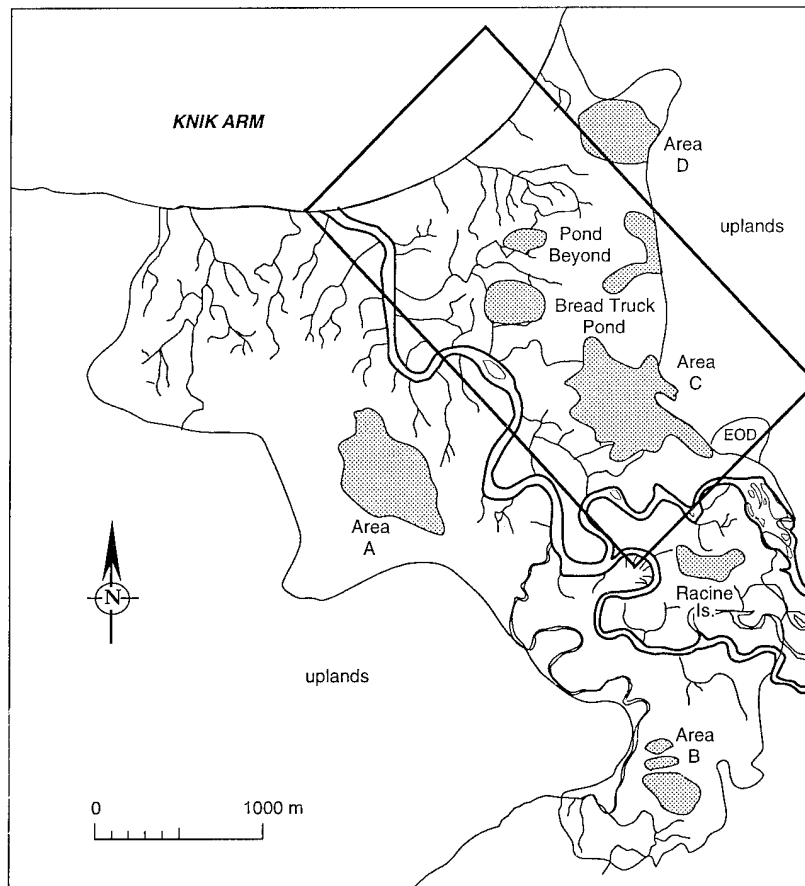 KNIK ARM
Area
D
uplands
Pond
Beyond
Bread Truck
Pond
Area
C
EOD
Area
A
N
Racine
Is.
uplands
Area
B
0
1000 m